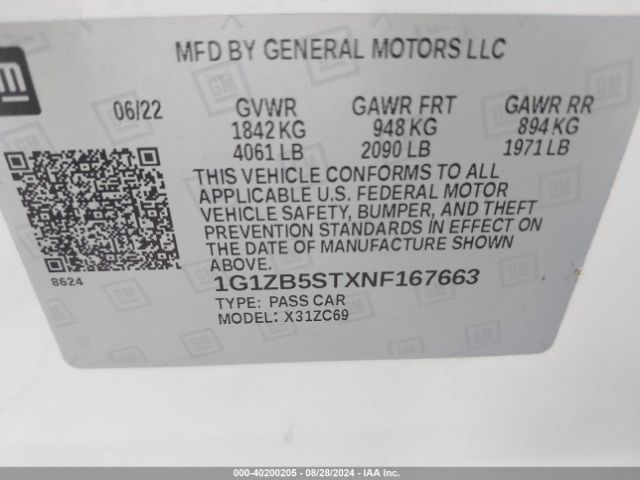 MFD BY GENERAL MOTORS LLC
06/22 GVWR GAWR FRT GAWR RR
1842 KG 948 KG 894 KG
4061 LB 2090 LB 1971 LB
THIS VEHICLE CONFORMS TO ALL
APPLICABLE U.S. FEDERAL MOTOR
VEHICLE SAFETY, BUMPER, AND THEFT
PREVENTION STANDARDS IN EFFECT ON
THE DATE OF MANUFACTURE SHOWN
ABOVE.
8624
1G1ZB5STXNF167663
TYPE: PASS CAR
MODEL: X31ZC69
000-40200205 - 08/28/2024 - IAA Inc.